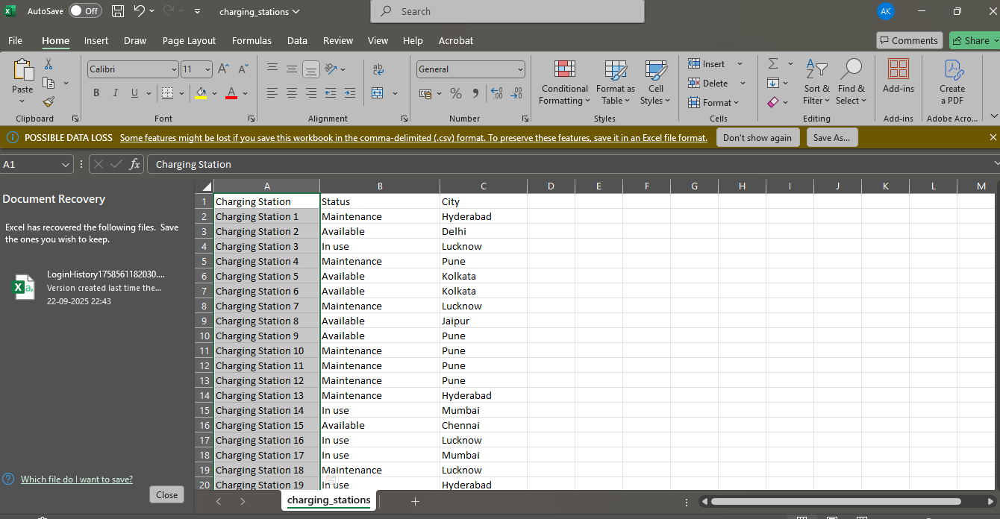 AutoSave Off charging_stations Search AK
File Home Insert Draw Page Layout Formulas Data Review View Help Acrobat Comments Share
Paste
Clipboard
Calibri 11
B I U A
Font
Alignment
General
Number
Conditional Formatting
Format as Table
Cell Styles
Styles
Insert
Delete
Format
Cells
Sort & Filter
Find & Select
Editing
Add-ins
Add-ins
Create a PDF
Adobe Acro...
POSSIBLE DATA LOSS Some features might be lost if you save this workbook in the comma-delimited (.csv) format. To preserve these features, save it in an Excel file format. Don't show again Save As...
A1 fx Charging Station
Document Recovery
Excel has recovered the following files. Save
the ones you wish to keep.
LoginHistory1758561182030....
Version created last time the...
22-09-2025 22:43
Which file do I want to save?
Close
A B C D E F G H I J K L M
1 Charging Station Status City
2 Charging Station 1 Maintenance Hyderabad
3 Charging Station 2 Available Delhi
4 Charging Station 3 In use Lucknow
5 Charging Station 4 Maintenance Pune
6 Charging Station 5 Available Kolkata
7 Charging Station 6 Available Kolkata
8 Charging Station 7 Maintenance Lucknow
9 Charging Station 8 Available Jaipur
10 Charging Station 9 Available Pune
11 Charging Station 10 Maintenance Pune
12 Charging Station 11 Maintenance Pune
13 Charging Station 12 Maintenance Pune
14 Charging Station 13 Maintenance Hyderabad
15 Charging Station 14 In use Mumbai
16 Charging Station 15 Available Chennai
17 Charging Station 16 In use Lucknow
18 Charging Station 17 In use Mumbai
19 Charging Station 18 Maintenance Lucknow
20 Charging Station 19 In use Hyderabad
charging_stations